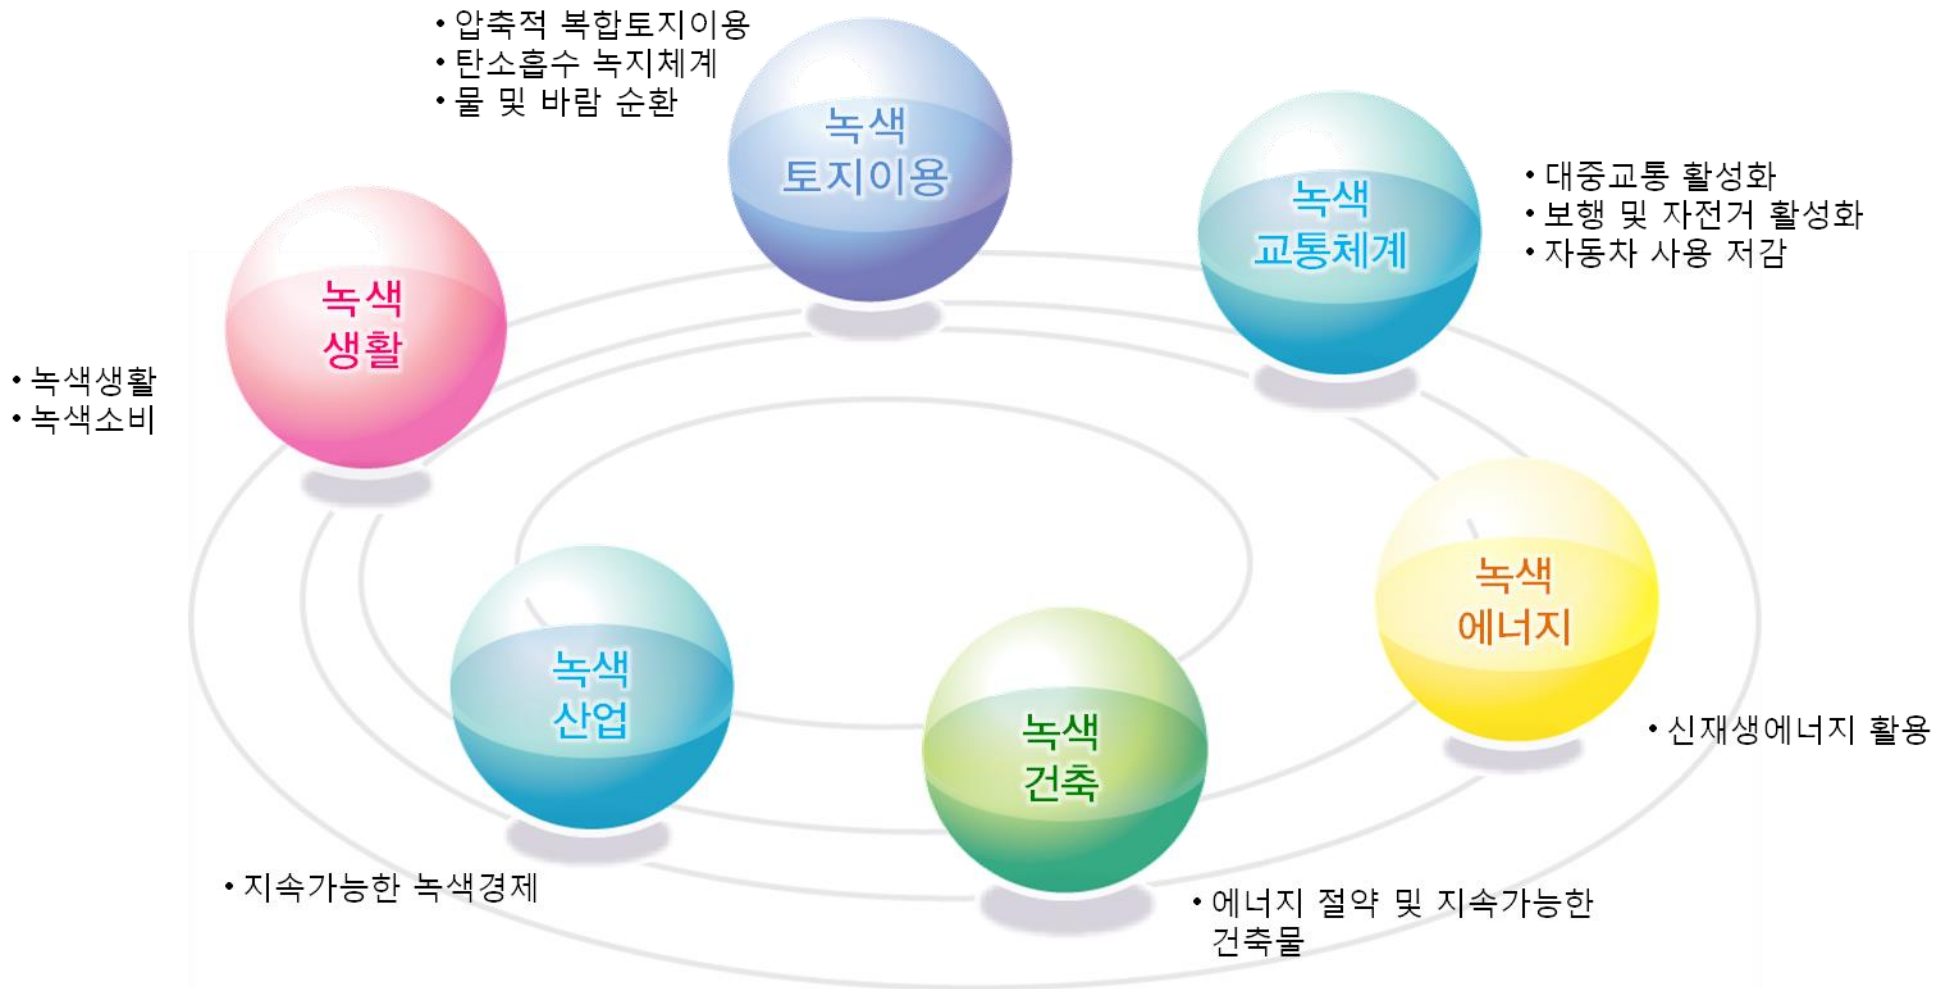 • 압축적 복합토지이용
• 탄소흡수 녹지체계
• 물 및 바람 순환
녹색
토지이용
녹색
교통체계
• 대중교통 활성화
• 보행 및 자전거 활성화
• 자동차 사용 저감
녹색
생활
• 녹색생활
• 녹색소비
녹색
에너지
• 신재생에너지 활용
녹색
산업
• 지속가능한 녹색경제
녹색
건축
• 에너지 절약 및 지속가능한
건축물